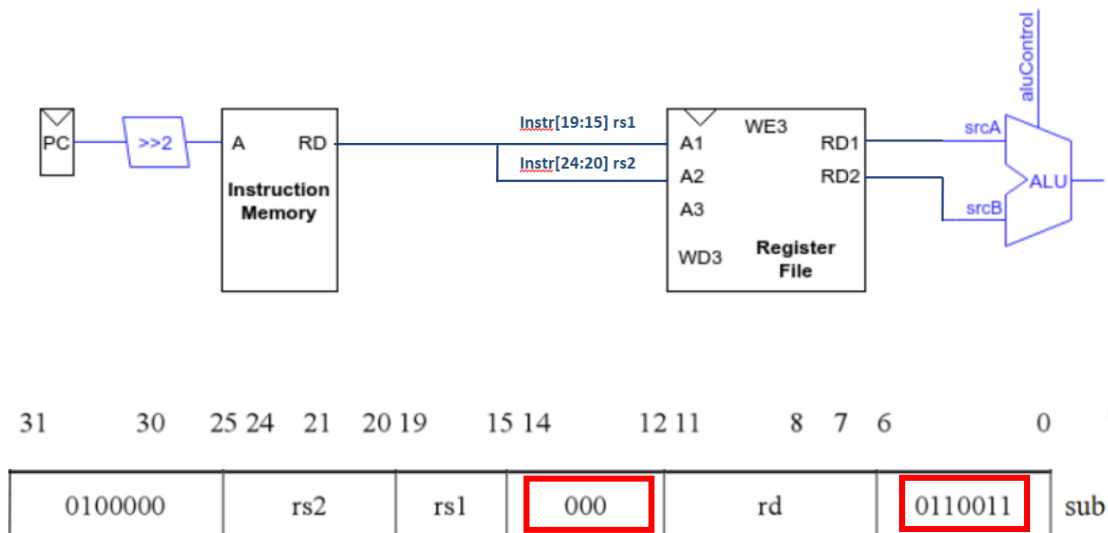 aluControl
Instr[19:15] rs1
WE3
srcA
PC
>>2
A
RD
A1
RD1
Instr[24:20] rs2
A2
RD2
ALU
Instruction
Memory
A3
srcB
Register
File
WD3
31 30 25 24 21 20 19 15 14 12 11 8 7 6 0
0100000 rs2 rs1 000 rd 0110011 sub